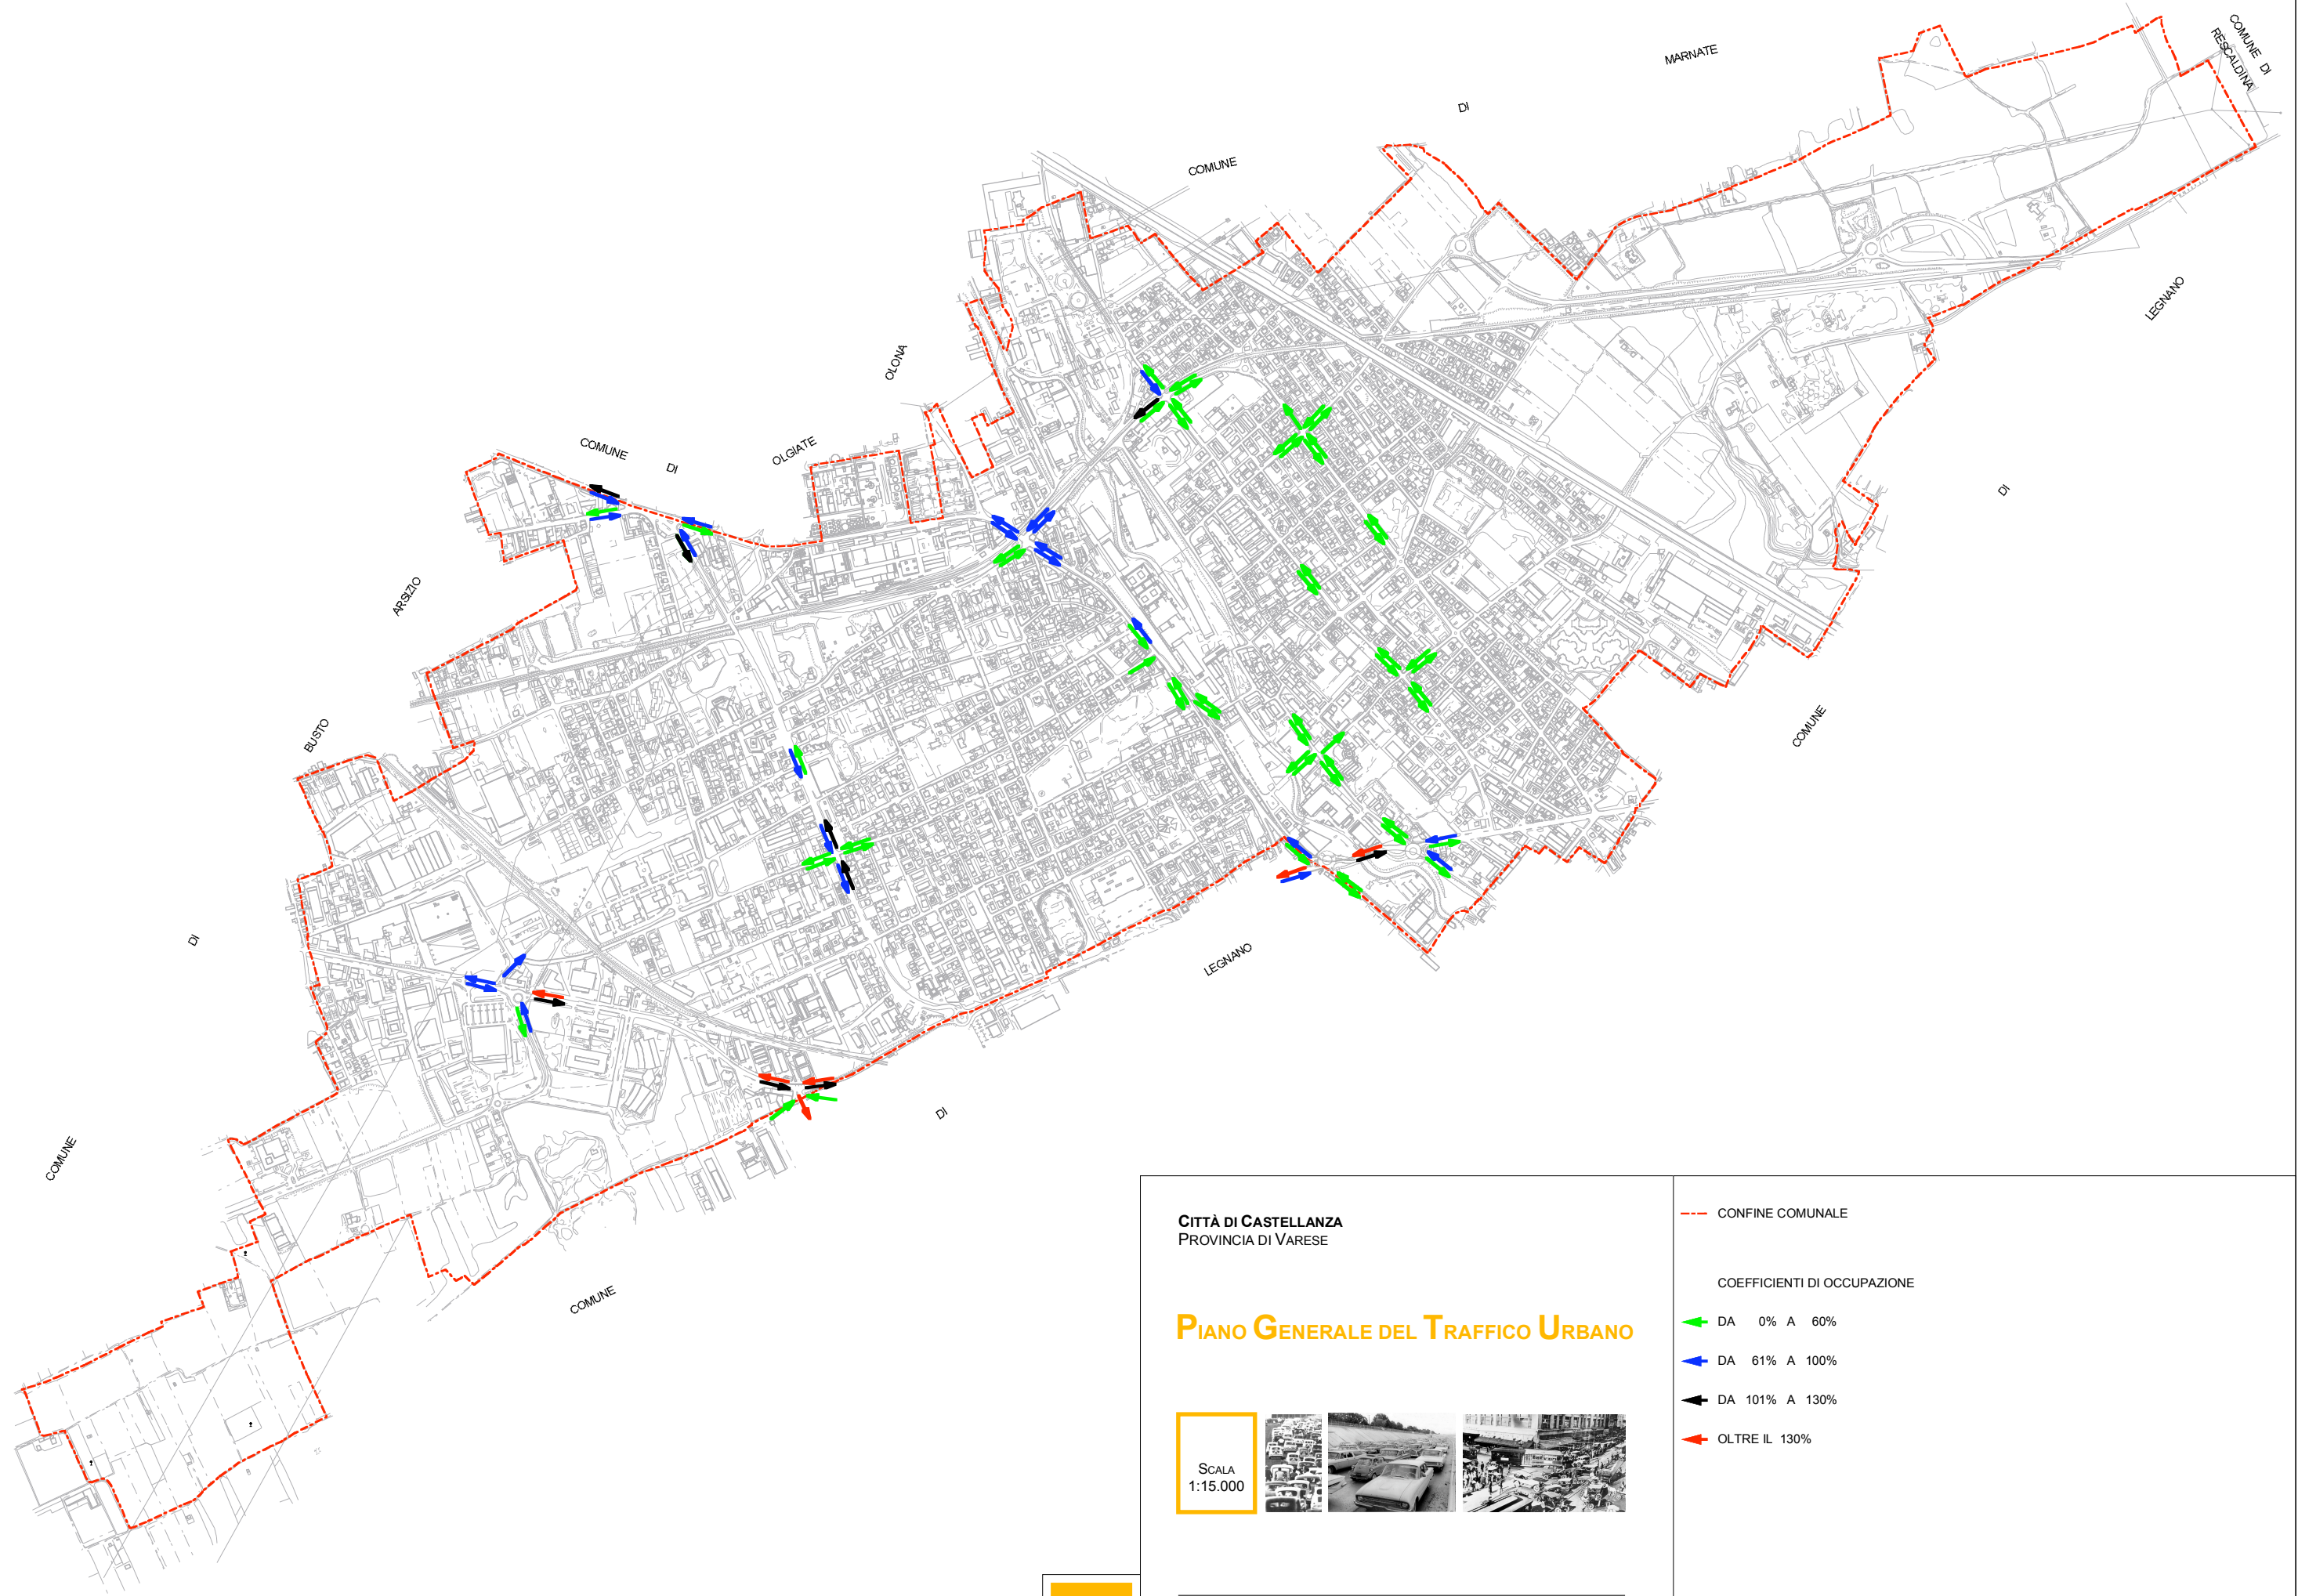 MARNATE
DI
COMUNE
COMUNE DI
RESCALDINA
OLONA
OLGIATE
DI
COMUNE
ARSIZIO
BUSTO
DI
COMUNE
LEGNANO
DI
COMUNE
LEGNANO
DI
COMUNE
CITTÀ DI CASTELLANZA
PROVINCIA DI VARESE
PIANO GENERALE DEL TRAFFICO URBANO
SCALA
1:15.000
CONFINE COMUNALE
COEFFICIENTI DI OCCUPAZIONE
DA 0% A 60%
DA 61% A 100%
DA 101% A 130%
OLTRE IL 130%